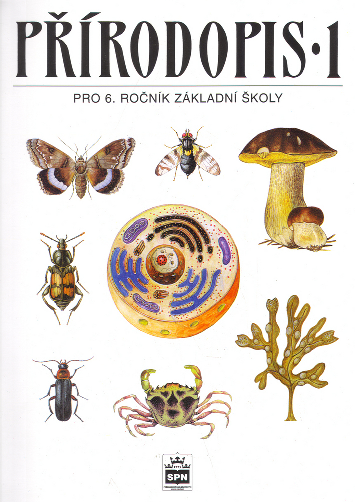 PŘÍRODOPIS·1
PRO 6. ROČNÍK ZÁKLADNÍ ŠKOLY
SPN